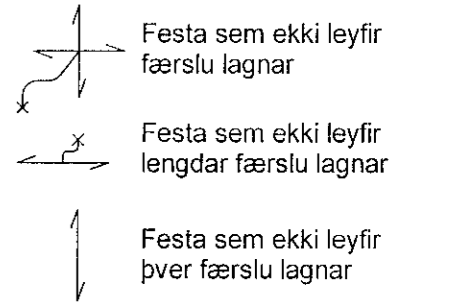 Festa sem ekki leyfir
færslu lagnar
Festa sem ekki leyfir
lengdar færslu lagnar
Festa sem ekki leyfir
þver færslu lagnar